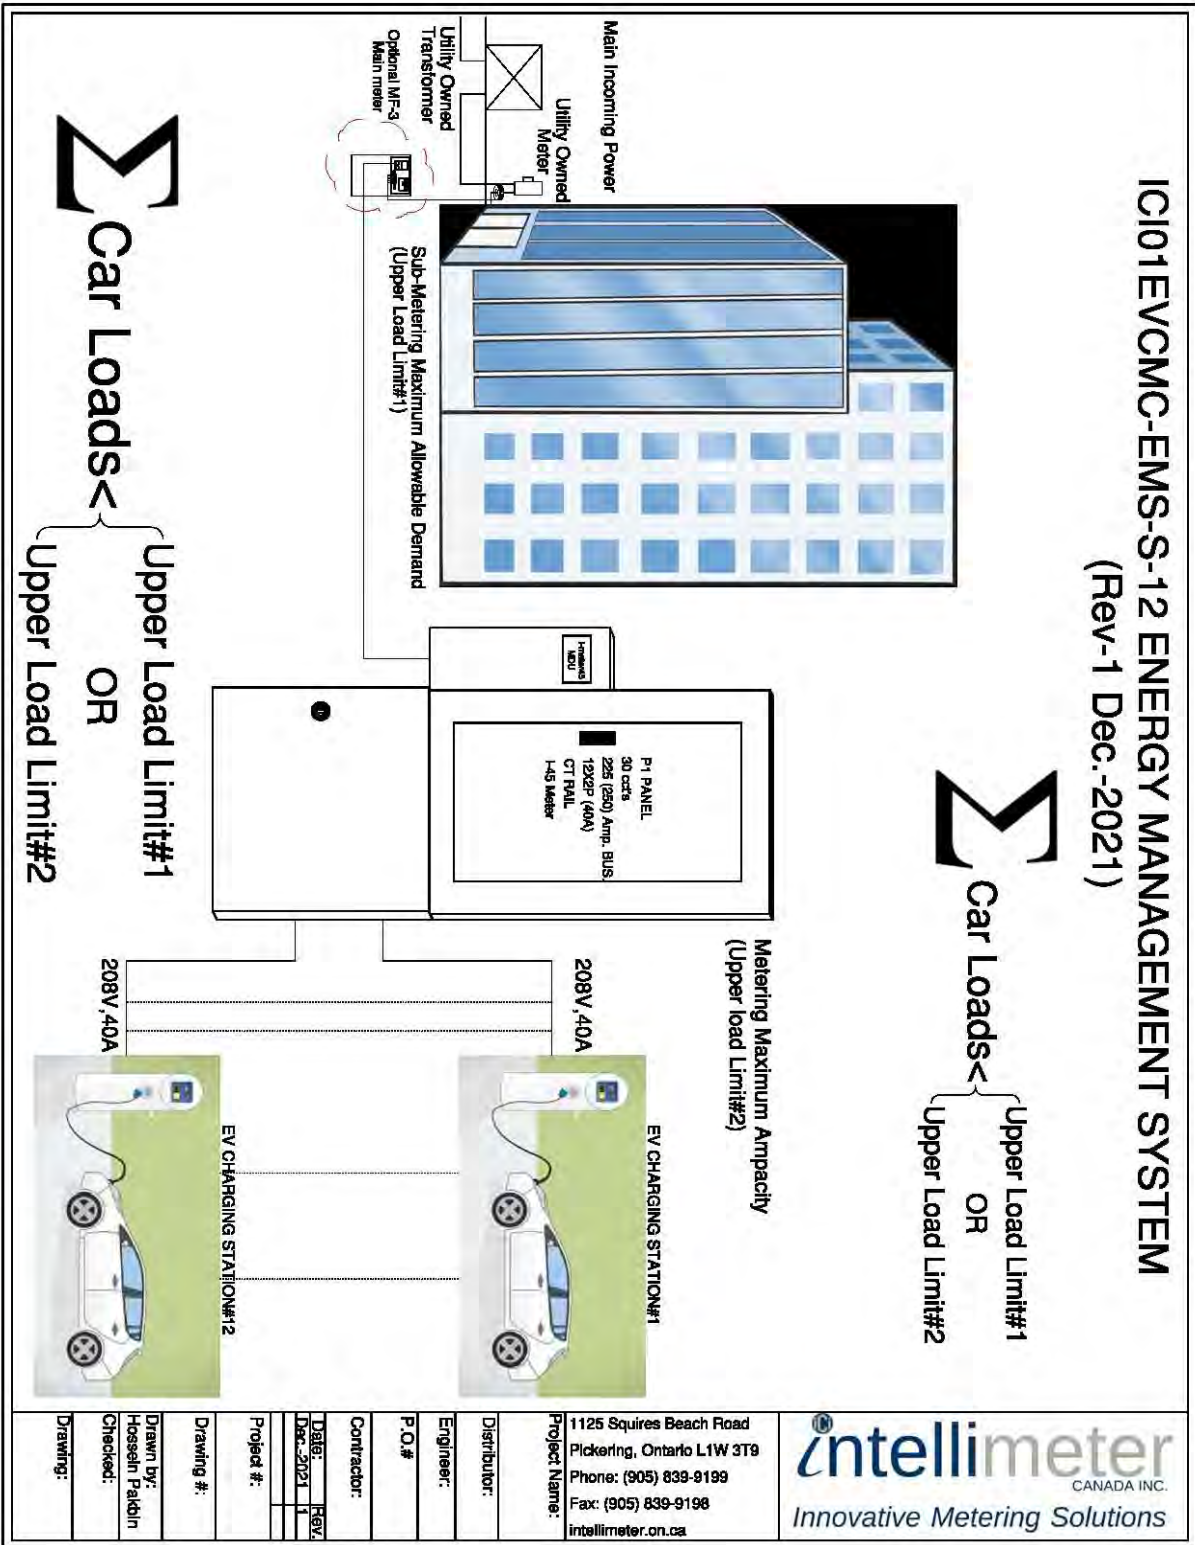 ICI01EVCMC-EMS-S-12 ENERGY MANAGEMENT SYSTEM
(Rev-1 Dec.-2021)
Σ Car Loads<
Upper Load Limit#1
OR
Upper Load Limit#2
Main Incoming Power
Utility Owned
Meter
Utility Owned
Transformer
Optional MF-3
Main meter
Sub-Metering Maximum Allowable Demand
(Upper Load Limit#1)
I-meter45
MDU
P1 PANEL
30 cct's
225 (250) Amp. BUS.
12X2P (40A)
CT RAIL
I-45 Meter
Metering Maximum Ampacity
(Upper load Limit#2)
208V,40A
208V,40A
EV CHARGING STATION#1
EV CHARGING STATION#12
Σ Car Loads<
Upper Load Limit#1
OR
Upper Load Limit#2
intellimeter
CANADA INC.
Innovative Metering Solutions
1125 Squires Beach Road
Pickering, Ontario L1W 3T9
Phone: (905) 839-9199
Fax: (905) 839-9198
intellimeter.on.ca
Project Name:
Distributor:
Engineer:
P.O.#
Contractor:
Date: Rev.
Dec.-2021 1
Project #:
Drawing #:
Drawn by:
Hossein Pakbin
Checked:
Drawing: